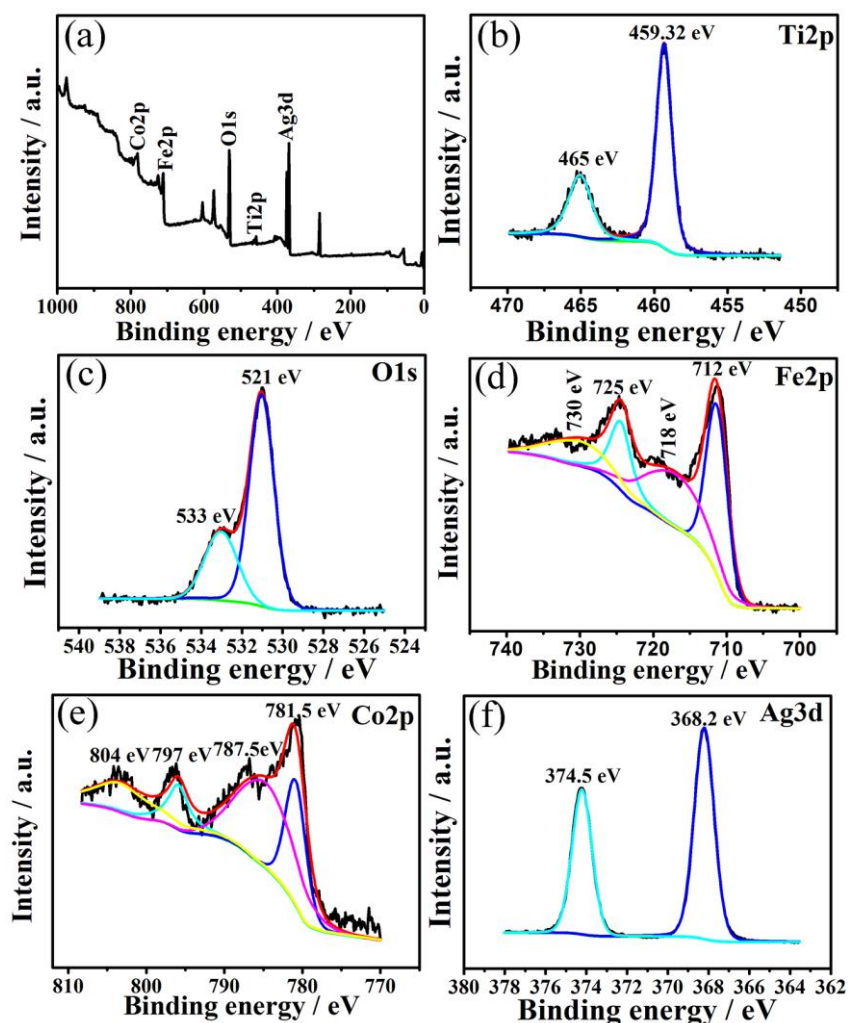 (a)
Intensity / a.u.
Co2p
Fe2p
O1s
Ti2p
Ag3d
1000 800 600 400 200 0
Binding energy / eV
(b)
459.32 eV
Ti2p
465 eV
Intensity / a.u.
470 465 460 455 450
Binding energy / eV
(c)
521 eV
O1s
533 eV
Intensity / a.u.
540 538 536 534 532 530 528 526 524
Binding energy / eV
(d)
730 eV
725 eV
718 eV
712 eV
Fe2p
Intensity / a.u.
740 730 720 710 700
Binding energy / eV
(e)
781.5 eV
Co2p
804 eV
797 eV
787.5eV
Intensity / a.u.
810 800 790 780 770
Binding energy / eV
(f)
368.2 eV
Ag3d
374.5 eV
Intensity / a.u.
380 378 376 374 372 370 368 366 364 362
Binding energy / eV